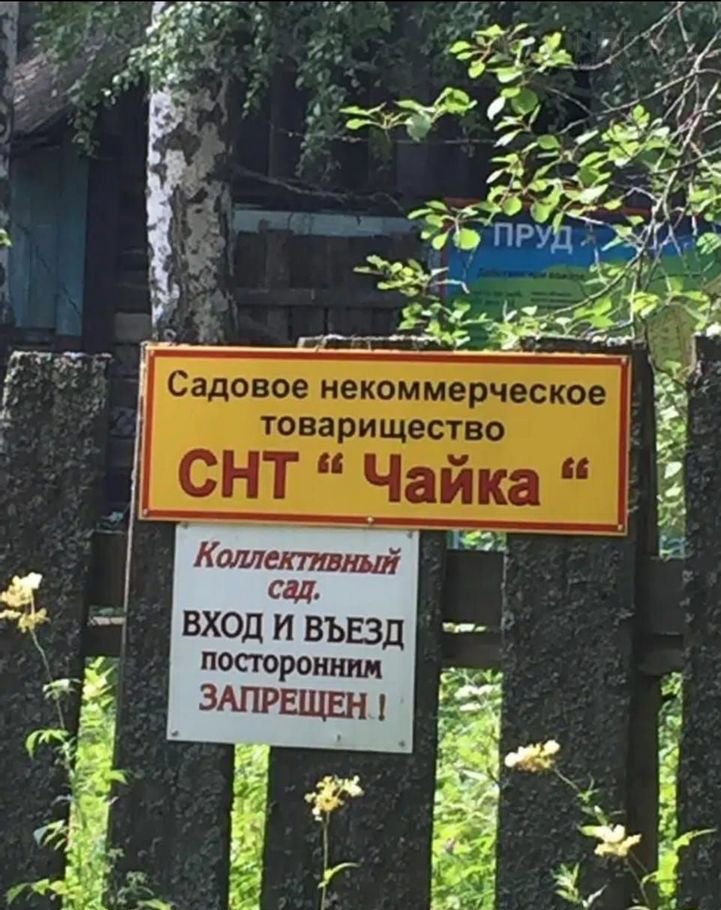 ПРУД
Садовое некоммерческое
товарищество
СНТ “ Чайка “
Коллективный
сад.
ВХОД И ВЪЕЗД
посторонним
ЗАПРЕЩЕН !